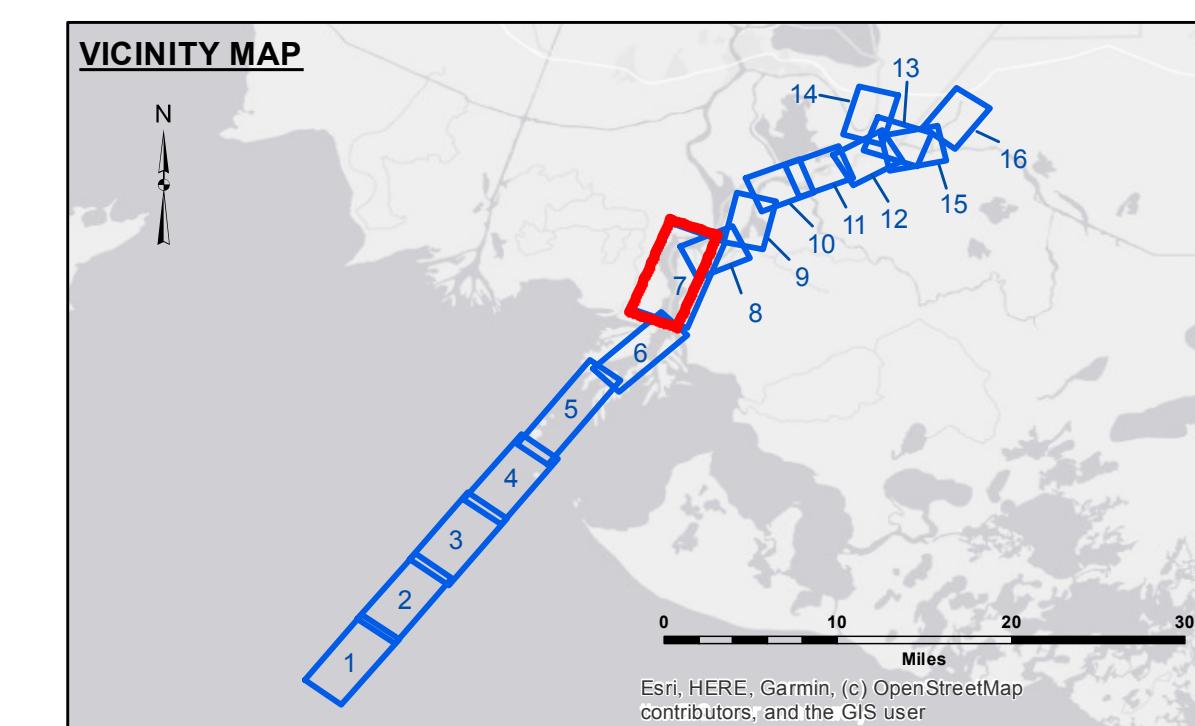 VICINITY MAP
N
13
14
16
15
12
11
10
9
8
7
6
5
4
3
2
1
0 10 20 30
Miles
Esri, HERE, Garmin, (c) OpenStreetMap
contributors, and the GIS user